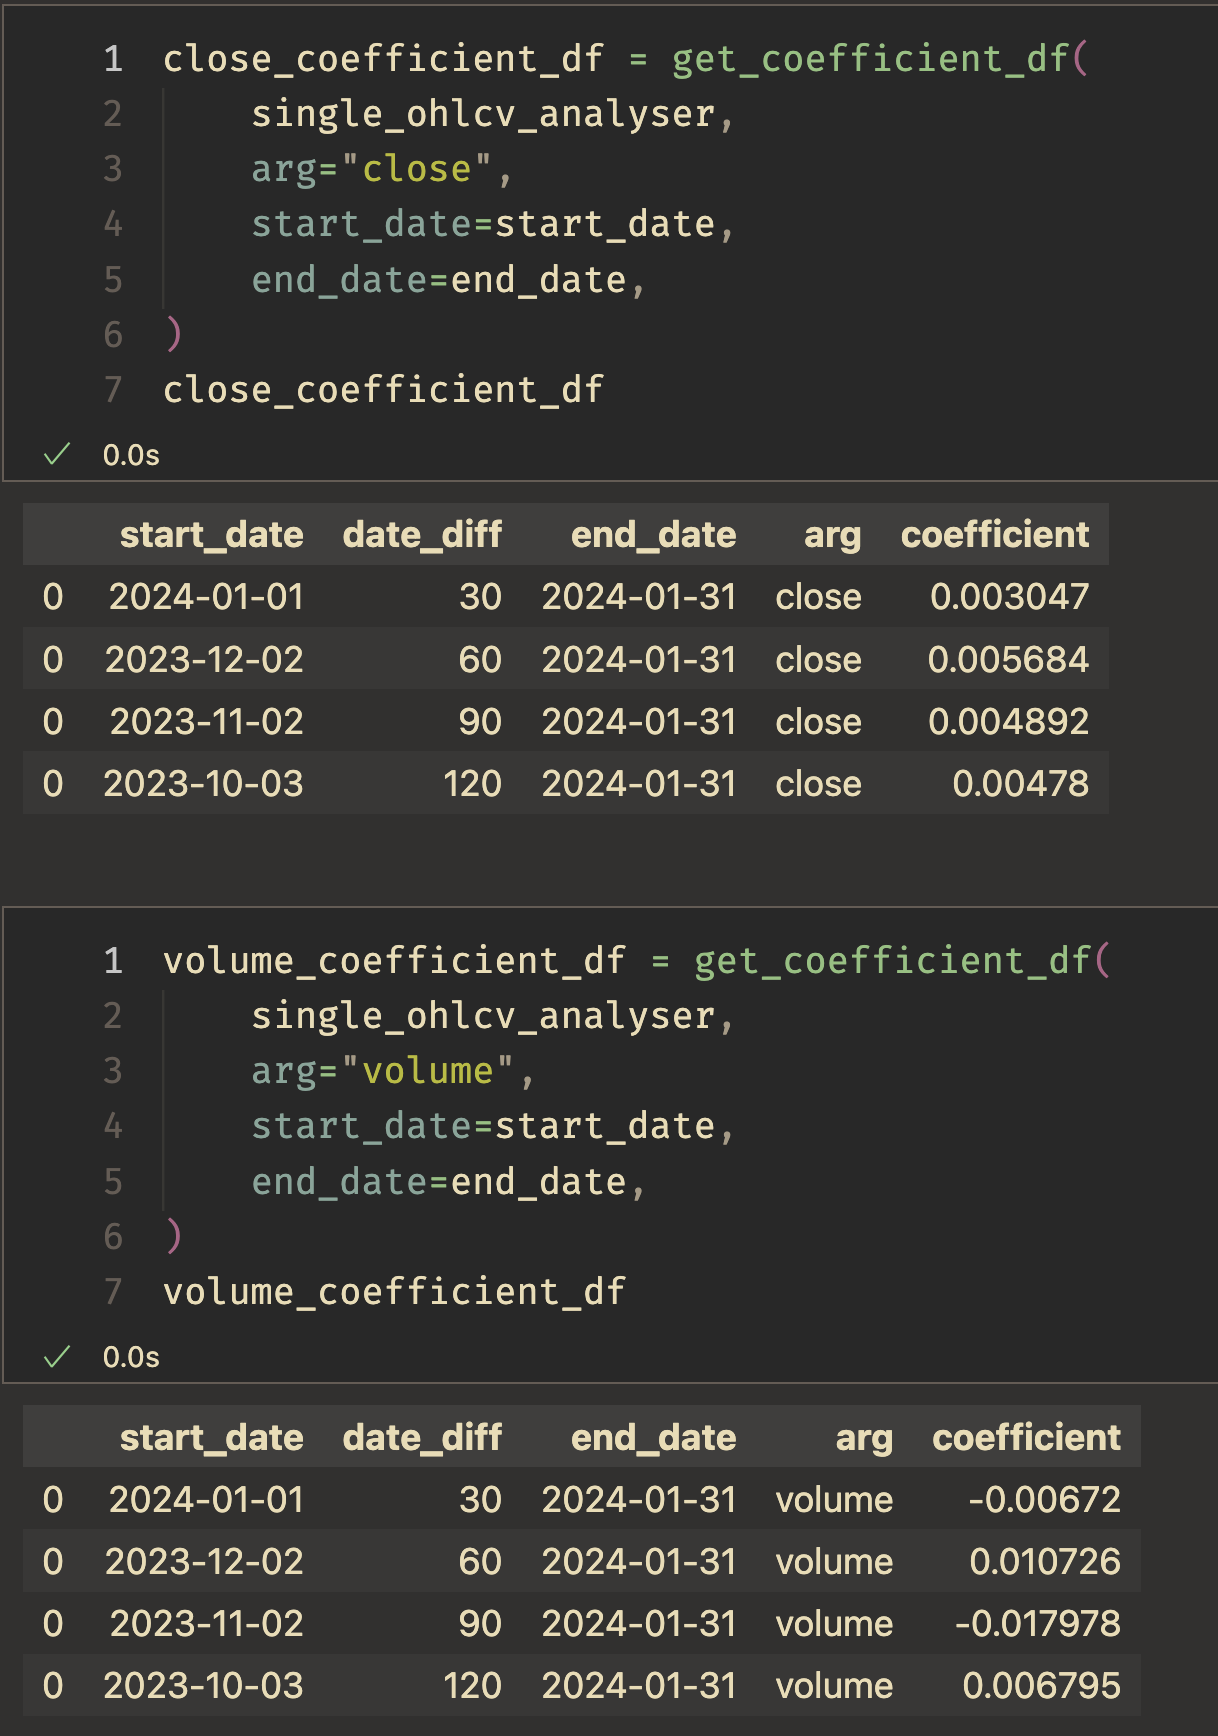 1 close_coefficient_df = get_coefficient_df(
2 single_ohlcv_analyser,
3 arg="close",
4 start_date=start_date,
5 end_date=end_date,
6 )
7 close_coefficient_df
✓ 0.0s
start_date date_diff end_date arg coefficient
0 2024-01-01 30 2024-01-31 close 0.003047
0 2023-12-02 60 2024-01-31 close 0.005684
0 2023-11-02 90 2024-01-31 close 0.004892
0 2023-10-03 120 2024-01-31 close 0.00478
1 volume_coefficient_df = get_coefficient_df(
2 single_ohlcv_analyser,
3 arg="volume",
4 start_date=start_date,
5 end_date=end_date,
6 )
7 volume_coefficient_df
✓ 0.0s
start_date date_diff end_date arg coefficient
0 2024-01-01 30 2024-01-31 volume -0.00672
0 2023-12-02 60 2024-01-31 volume 0.010726
0 2023-11-02 90 2024-01-31 volume -0.017978
0 2023-10-03 120 2024-01-31 volume 0.006795